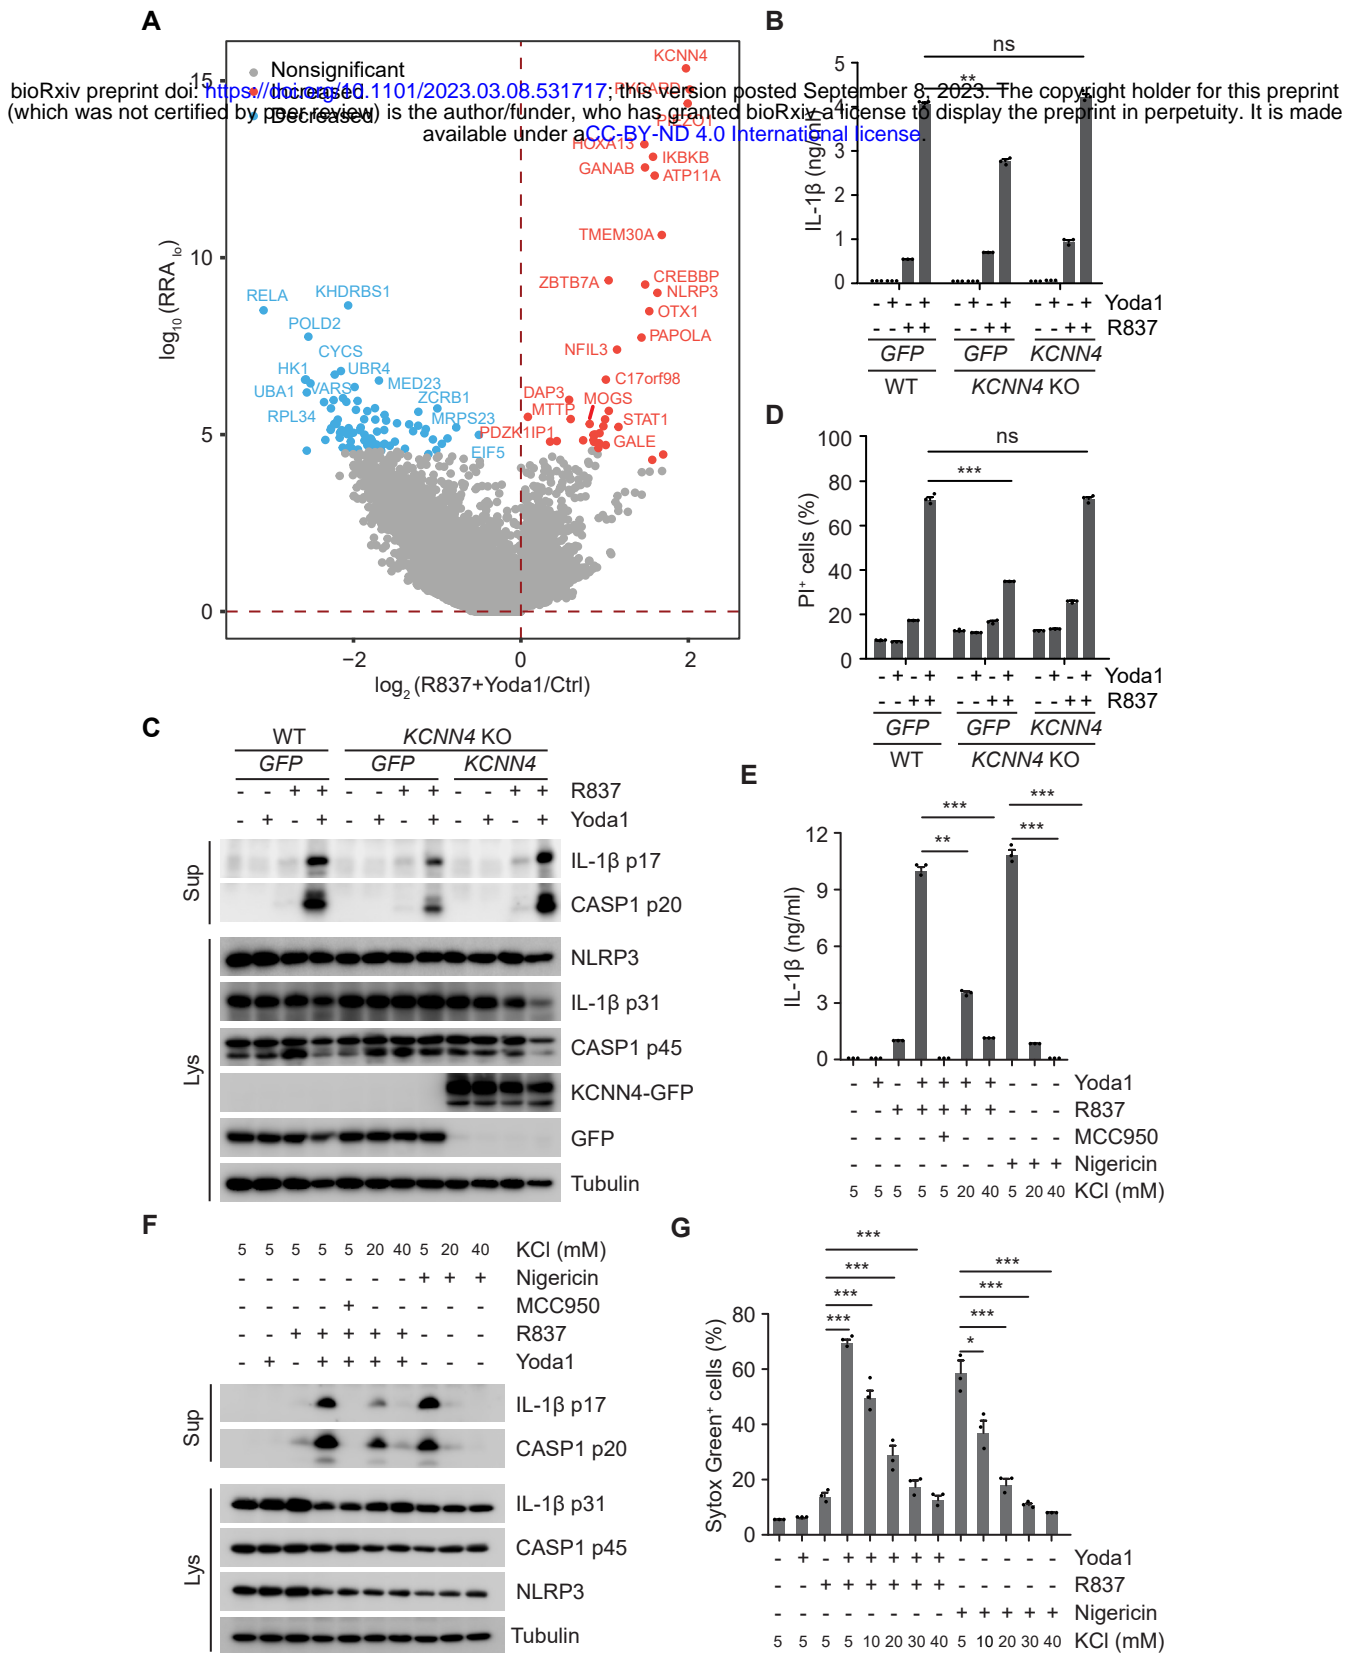 A
KCNN4
Nonsignificant
Increased
Decreased
PYCARD
PIEZO1
HOXA13
IKBKB
GANAB
ATP11A
TMEM30A
ZBTB7A
CREBBP
NLRP3
OTX1
PAPOLA
NFIL3
C17orf98
DAP3
MOGS
MTTP
STAT1
PDZK1IP1
GALE
RELA
KHDRBS1
POLD2
CYCS
HK1
UBR4
UBA1
VARS
MED23
ZCRB1
RPL34
MRPS23
EIF5
15
10
5
0
−2 0 2
log10 (RRA lo)
log2 (R837+Yoda1/Ctrl)
bioRxiv preprint doi: https://doi.org/10.1101/2023.03.08.531717; this version posted September 8, 2023. The copyright holder for this preprint
(which was not certified by peer review) is the author/funder, who has granted bioRxiv a license to display the preprint in perpetuity. It is made
available under aCC-BY-ND 4.0 International license.
B
ns
**
5
4
3
2
1
0
IL-1β (ng/ml)
- + - + - + - + - + - + Yoda1
- - + + - - + + - - + + R837
GFP GFP KCNN4
WT KCNN4 KO
D
ns
***
100
80
60
40
20
0
PI+ cells (%)
- + - + - + - + - + - + Yoda1
- - + + - - + + - - + + R837
GFP GFP KCNN4
WT KCNN4 KO
C
WT KCNN4 KO
GFP GFP KCNN4
- - + + - - + + - - + + R837
- + - + - + - + - + - + Yoda1
Sup
IL-1β p17
CASP1 p20
Lys
NLRP3
IL-1β p31
CASP1 p45
KCNN4-GFP
GFP
Tubulin
E
*** ***
** ***
12
9
6
3
0
IL-1β (ng/ml)
- + - + + + + - - - Yoda1
- - + + + + + - - - R837
- - - - + - - - - - MCC950
- - - - - - - + + + Nigericin
5 5 5 5 5 20 40 5 20 40 KCl (mM)
F
5 5 5 5 5 20 40 5 20 40 KCl (mM)
- - - - - - - + + + Nigericin
- - - - + - - - - - MCC950
- - + + + + + - - - R837
- + - + + + + - - - Yoda1
Sup
IL-1β p17
CASP1 p20
Lys
IL-1β p31
CASP1 p45
NLRP3
Tubulin
G
***
*** ***
*** ***
*** ***
*
80
60
40
20
0
Sytox Green+ cells (%)
- + - + + + + + - - - - - Yoda1
- - + + + + + + - - - - - R837
- - - - - - - - + + + + + Nigericin
5 5 5 5 10 20 30 40 5 10 20 30 40 KCl (mM)